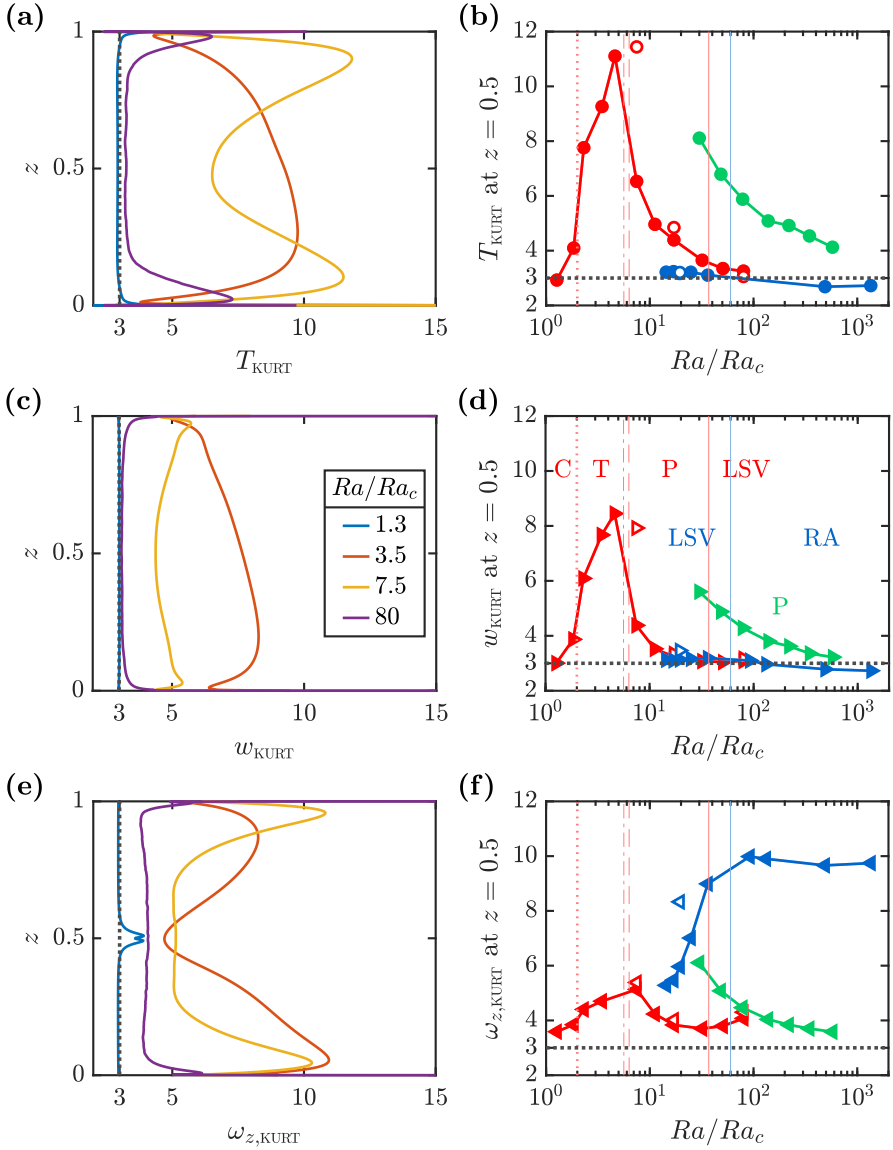 (a)
1
0.5
0
z
3 5 10 15
T_KURT
(b)
12
10
8
6
4
3
2
T_KURT at z = 0.5
10^0 10^1 10^2 10^3
Ra/Ra_c
(c)
1
0.5
0
z
Ra/Ra_c
1.3
3.5
7.5
80
3 5 10 15
w_KURT
(d)
12
10
8
6
4
3
2
w_KURT at z = 0.5
C T P LSV
LSV RA
P
10^0 10^1 10^2 10^3
Ra/Ra_c
(e)
1
0.5
0
z
3 5 10 15
ω_z,KURT
(f)
12
10
8
6
4
3
2
ω_z,KURT at z = 0.5
10^0 10^1 10^2 10^3
Ra/Ra_c